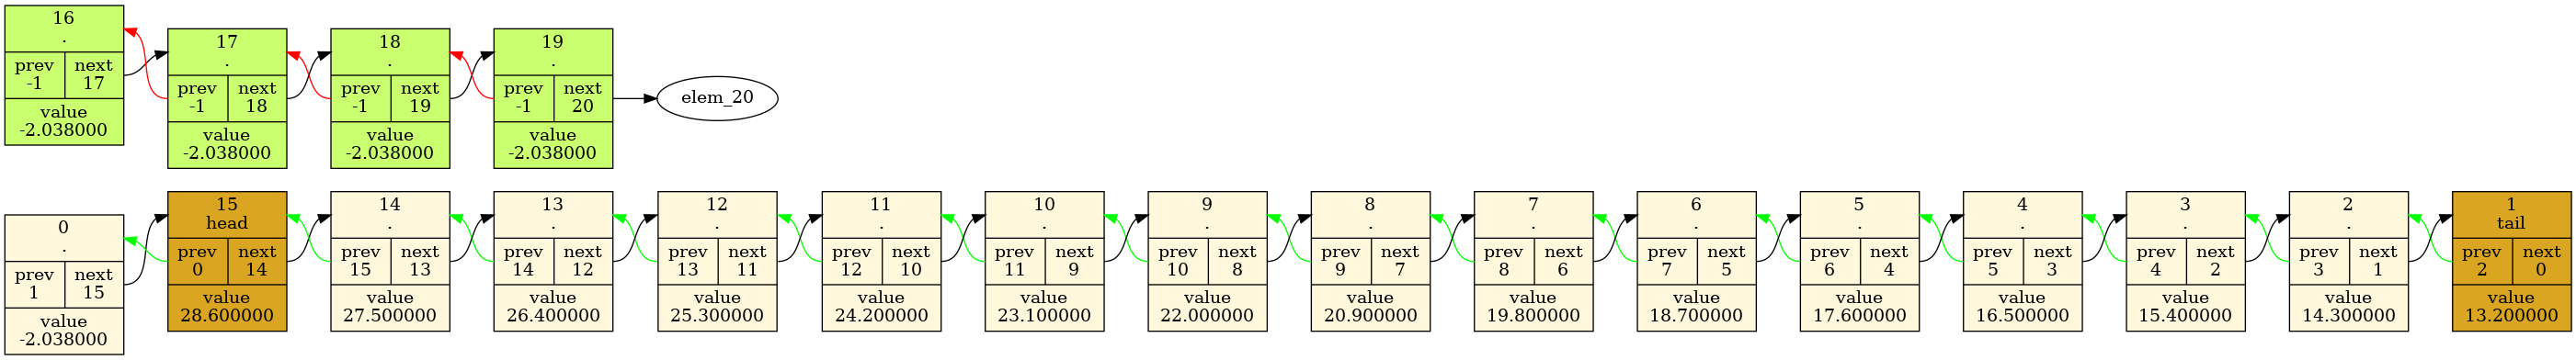 16
.
prev next
-1 17
value
-2.038000
17
.
prev next
-1 18
value
-2.038000
18
.
prev next
-1 19
value
-2.038000
19
.
prev next
-1 20
value
-2.038000
elem_20
0
.
prev next
1 15
value
-2.038000
15
head
prev next
0 14
value
28.600000
14
.
prev next
15 13
value
27.500000
13
.
prev next
14 12
value
26.400000
12
.
prev next
13 11
value
25.300000
11
.
prev next
12 10
value
24.200000
10
.
prev next
11 9
value
23.100000
9
.
prev next
10 8
value
22.000000
8
.
prev next
9 7
value
20.900000
7
.
prev next
8 6
value
19.800000
6
.
prev next
7 5
value
18.700000
5
.
prev next
6 4
value
17.600000
4
.
prev next
5 3
value
16.500000
3
.
prev next
4 2
value
15.400000
2
.
prev next
3 1
value
14.300000
1
tail
prev next
2 0
value
13.200000